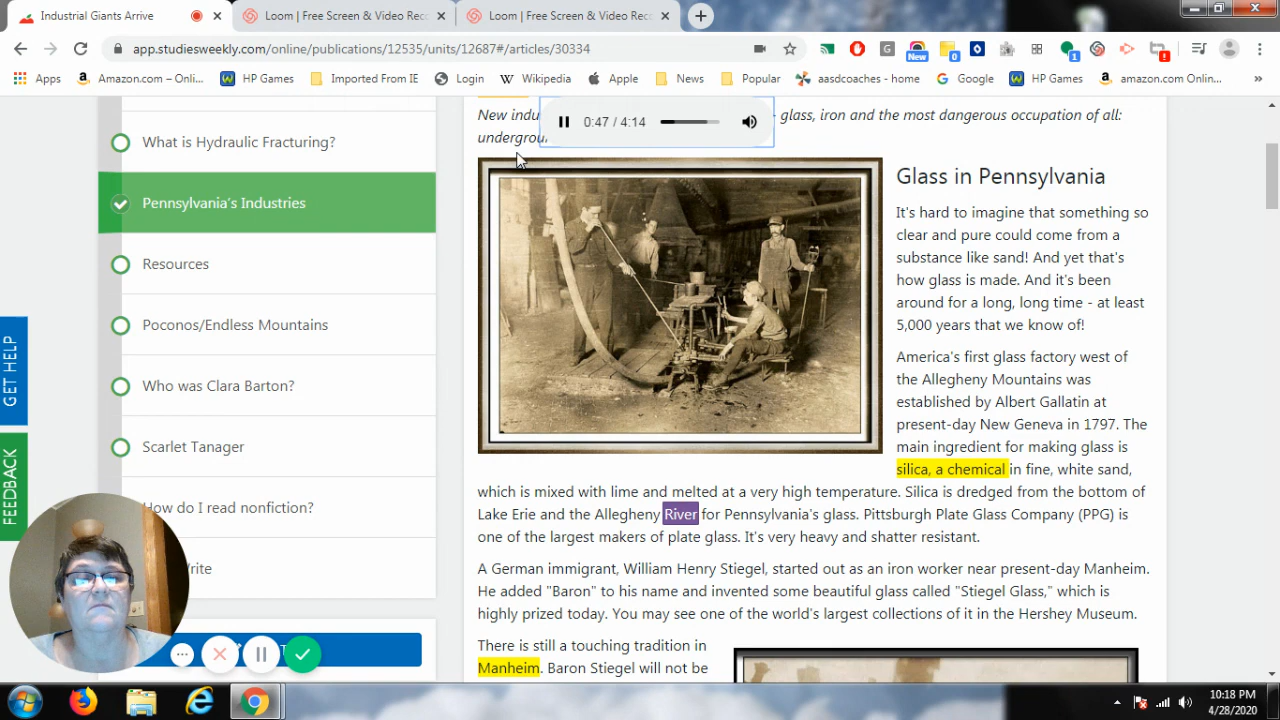 Industrial Giants Arrive
Loom | Free Screen & Video Rec
Loom | Free Screen & Video Rec
app.studiesweekly.com/online/publications/12535/units/12687#/articles/30334
G
New
0
1
Apps
Amazon.com – Onli...
HP Games
Imported From IE
Login
Wikipedia
Apple
News
Popular
aasdcoaches - home
Google
HP Games
amazon.com Onlin...
»
What is Hydraulic Fracturing?
Pennsylvania's Industries
Resources
Poconos/Endless Mountains
Who was Clara Barton?
Scarlet Tanager
How do I read nonfiction?
Write
GET HELP
FEEDBACK
New indu
- glass, iron and the most dangerous occupation of all:
undergrou
0:47 / 4:14
Glass in Pennsylvania
It's hard to imagine that something so
clear and pure could come from a
substance like sand! And yet that's
how glass is made. And it's been
around for a long, long time - at least
5,000 years that we know of!
America's first glass factory west of
the Allegheny Mountains was
established by Albert Gallatin at
present-day New Geneva in 1797. The
main ingredient for making glass is
silica, a chemical in fine, white sand,
which is mixed with lime and melted at a very high temperature. Silica is dredged from the bottom of
Lake Erie and the Allegheny River for Pennsylvania's glass. Pittsburgh Plate Glass Company (PPG) is
one of the largest makers of plate glass. It's very heavy and shatter resistant.
A German immigrant, William Henry Stiegel, started out as an iron worker near present-day Manheim.
He added "Baron" to his name and invented some beautiful glass called "Stiegel Glass," which is
highly prized today. You may see one of the world's largest collections of it in the Hershey Museum.
There is still a touching tradition in
Manheim. Baron Stiegel will not be
10:18 PM
4/28/2020